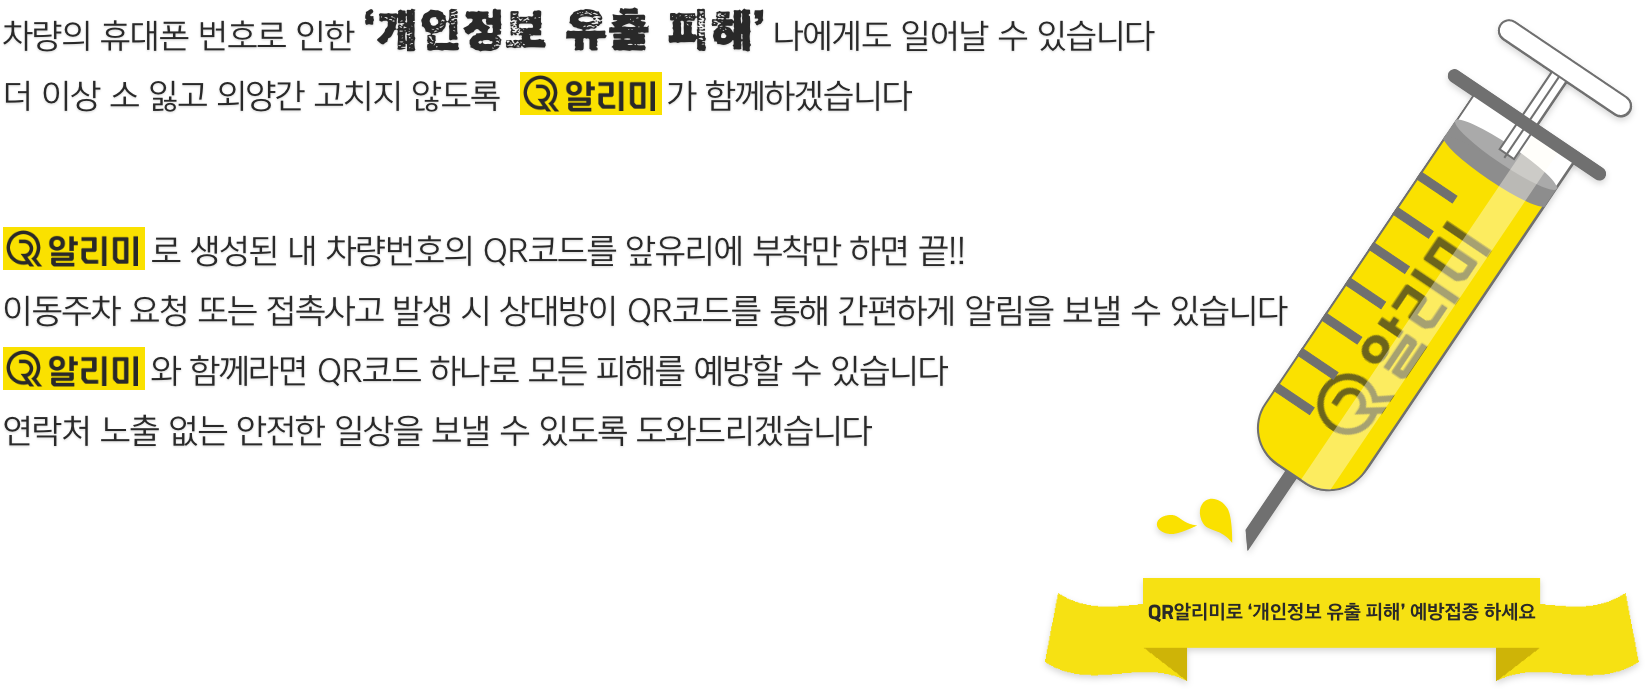 차량의 휴대폰 번호로 인한 ‘개인정보 유출 피해’ 나에게도 일어날 수 있습니다
더 이상 소 잃고 외양간 고치지 않도록 QR알리미가 함께하겠습니다
QR알리미로 생성된 내 차량번호의 QR코드를 앞유리에 부착만 하면 끝!!
이동주차 요청 또는 접촉사고 발생 시 상대방이 QR코드를 통해 간편하게 알림을 보낼 수 있습니다
QR알리미와 함께라면 QR코드 하나로 모든 피해를 예방할 수 있습니다
연락처 노출 없는 안전한 일상을 보낼 수 있도록 도와드리겠습니다
QR알리미
QR알리미로 ‘개인정보 유출 피해’ 예방접종 하세요